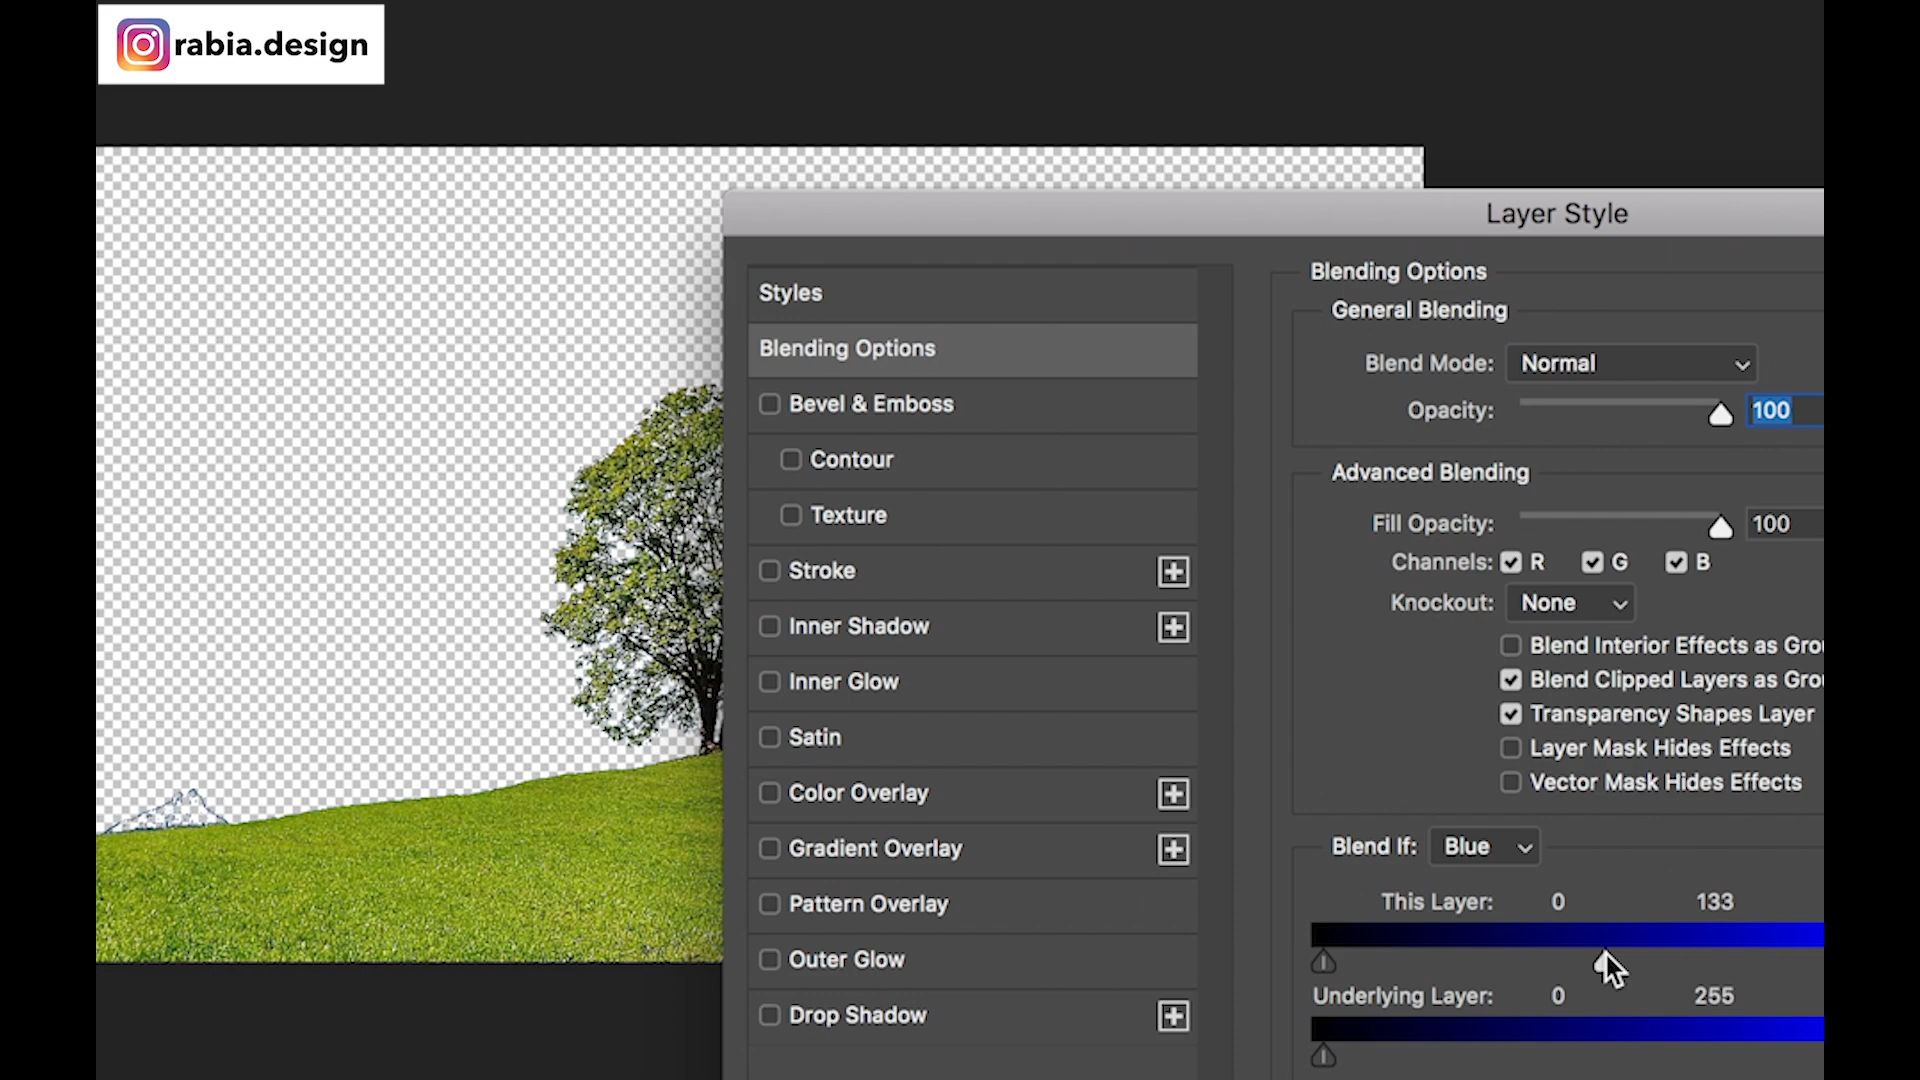 rabia.design
Layer Style
Styles
Blending Options
Bevel & Emboss
Contour
Texture
Stroke
Inner Shadow
Inner Glow
Satin
Color Overlay
Gradient Overlay
Pattern Overlay
Outer Glow
Drop Shadow
Blending Options
General Blending
Blend Mode: Normal
Opacity: 100
Advanced Blending
Fill Opacity: 100
Channels: R G B
Knockout: None
Blend Interior Effects as Gro
Blend Clipped Layers as Gro
Transparency Shapes Layer
Layer Mask Hides Effects
Vector Mask Hides Effects
Blend If: Blue
This Layer: 0 133
Underlying Layer: 0 255